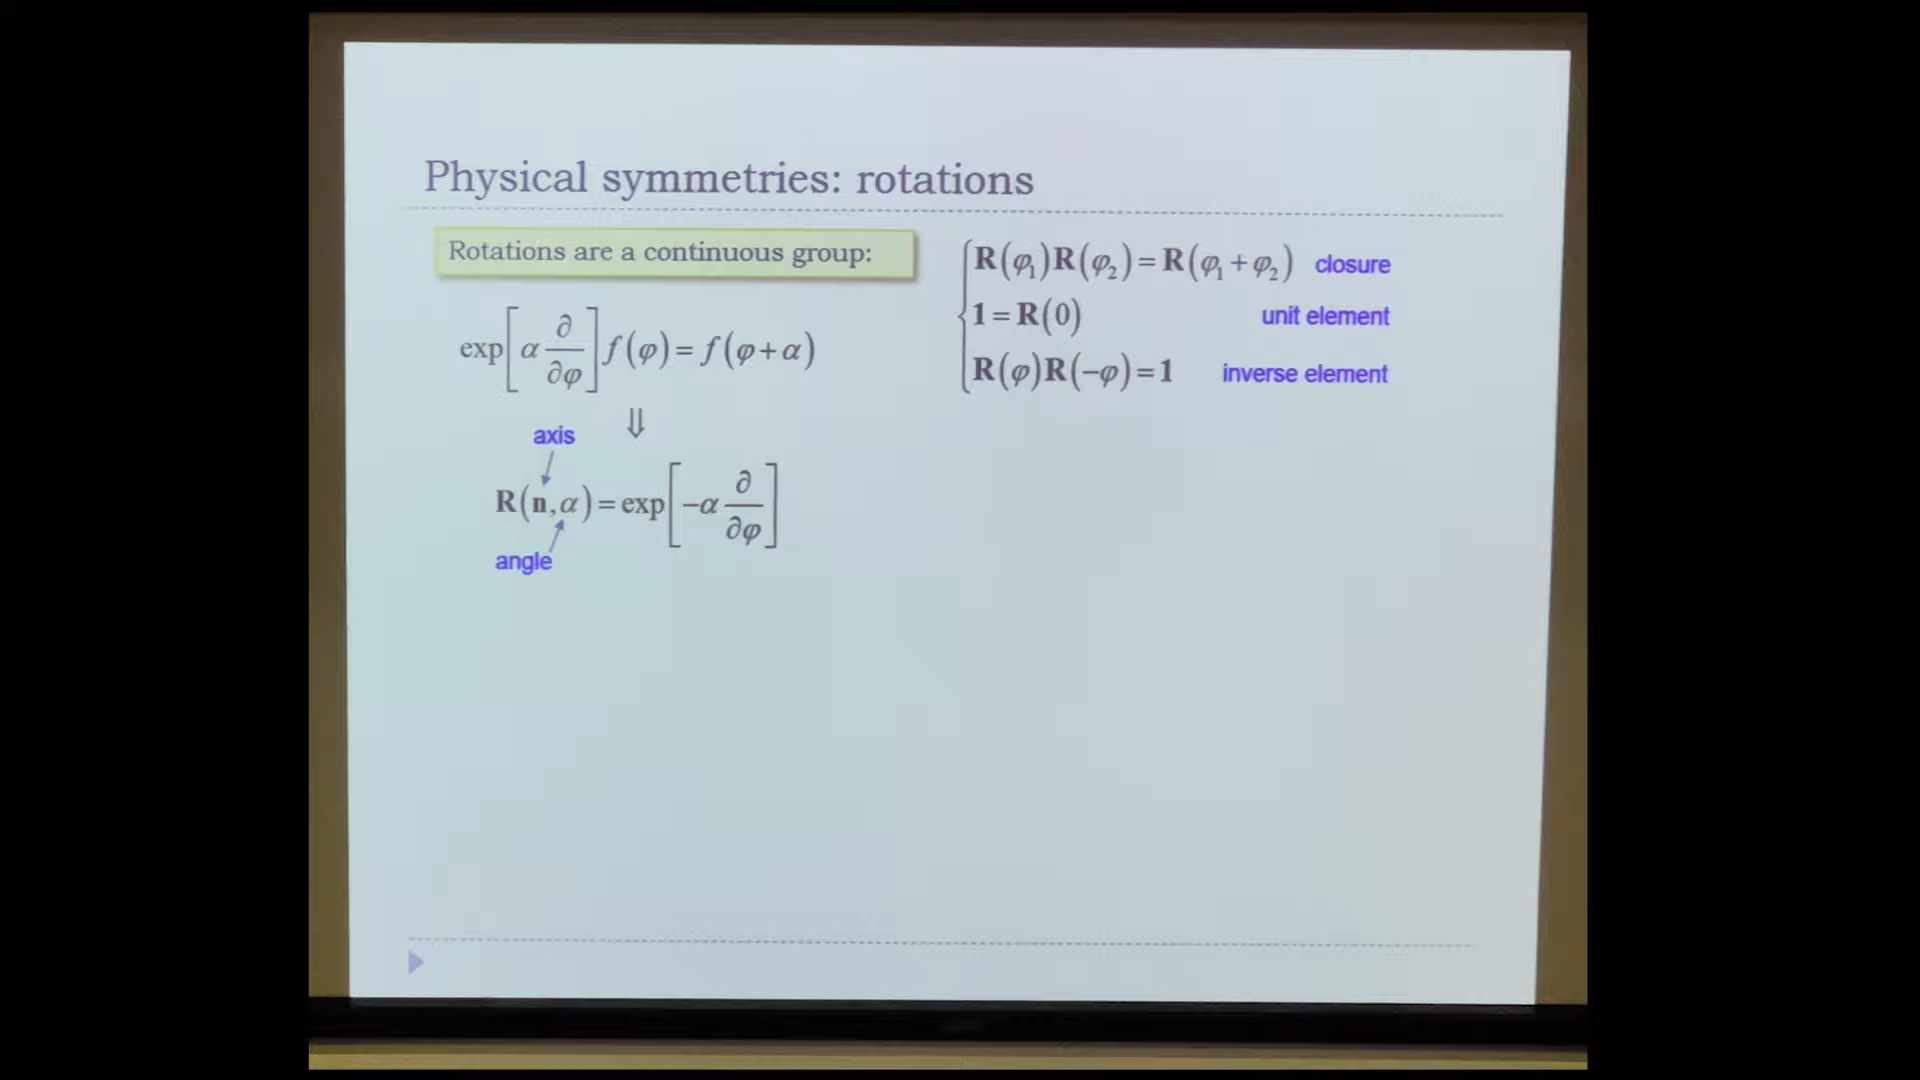 Physical symmetries: rotations
Rotations are a continuous group:
exp[α ∂/∂φ] f(φ) = f(φ+α)
⇓
axis
R(n,α) = exp[−α ∂/∂φ]
angle
R(φ₁)R(φ₂) = R(φ₁+φ₂) closure
1 = R(0) unit element
R(φ)R(−φ) = 1 inverse element